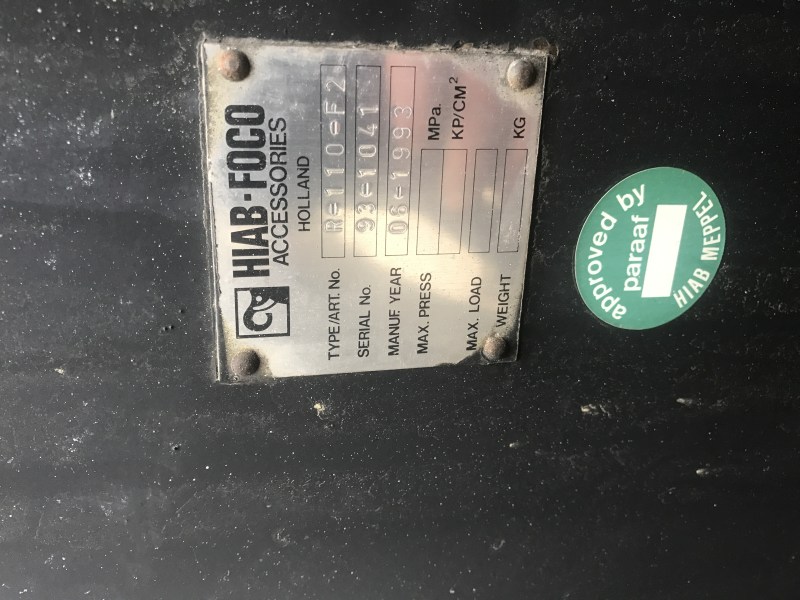 HIAB-FOCO
ACCESSORIES
HOLLAND
TYPE/ART. No. R=110=F2
SERIAL No. 93=1041
MANUF. YEAR 06=1993
MAX. PRESS MPa.
KP/CM²
MAX. LOAD
WEIGHT KG
approved by
paraaf
HIAB MEPPEL